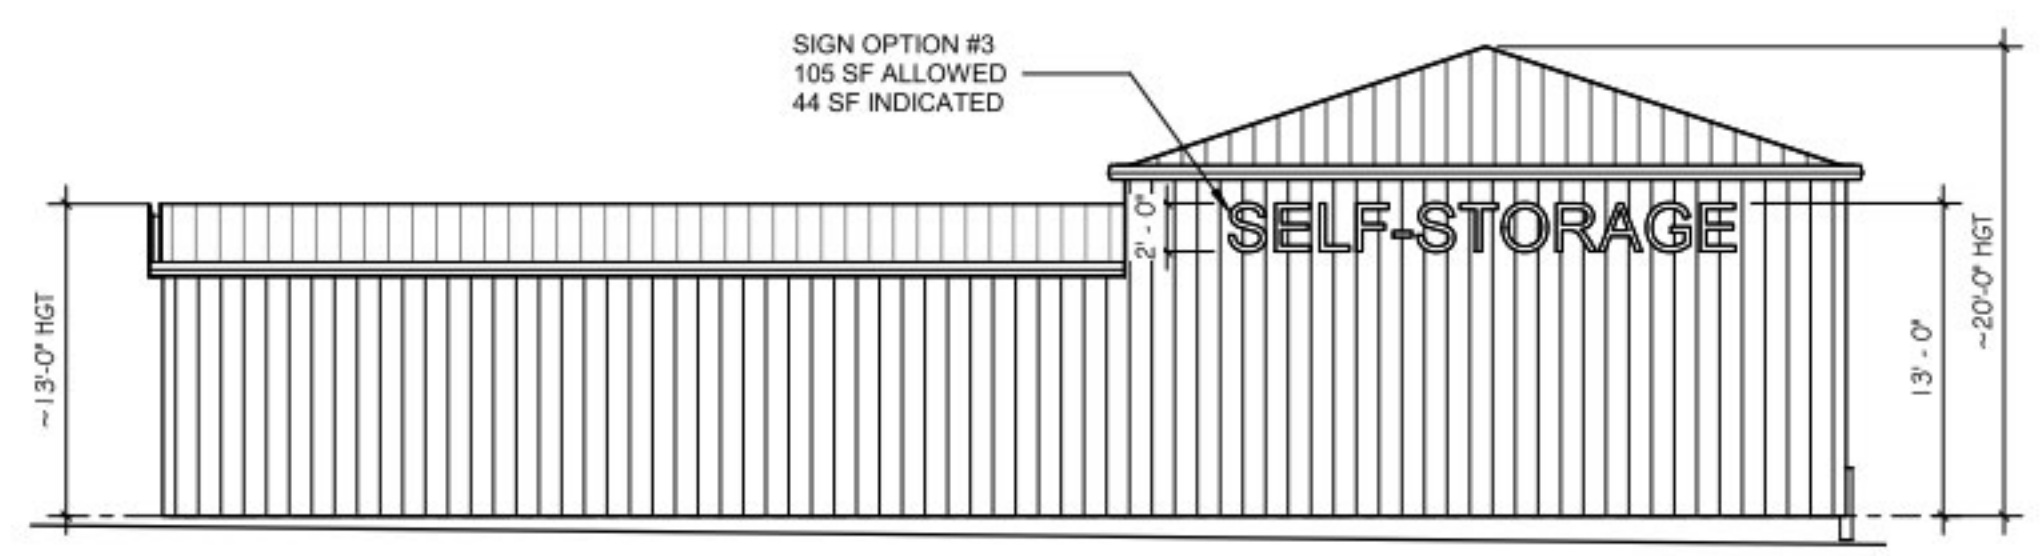 SIGN OPTION #3
105 SF ALLOWED
44 SF INDICATED
SELF-STORAGE
2' - 0"
~13'-0" HGT
13' - 0"
~20'-0" HGT